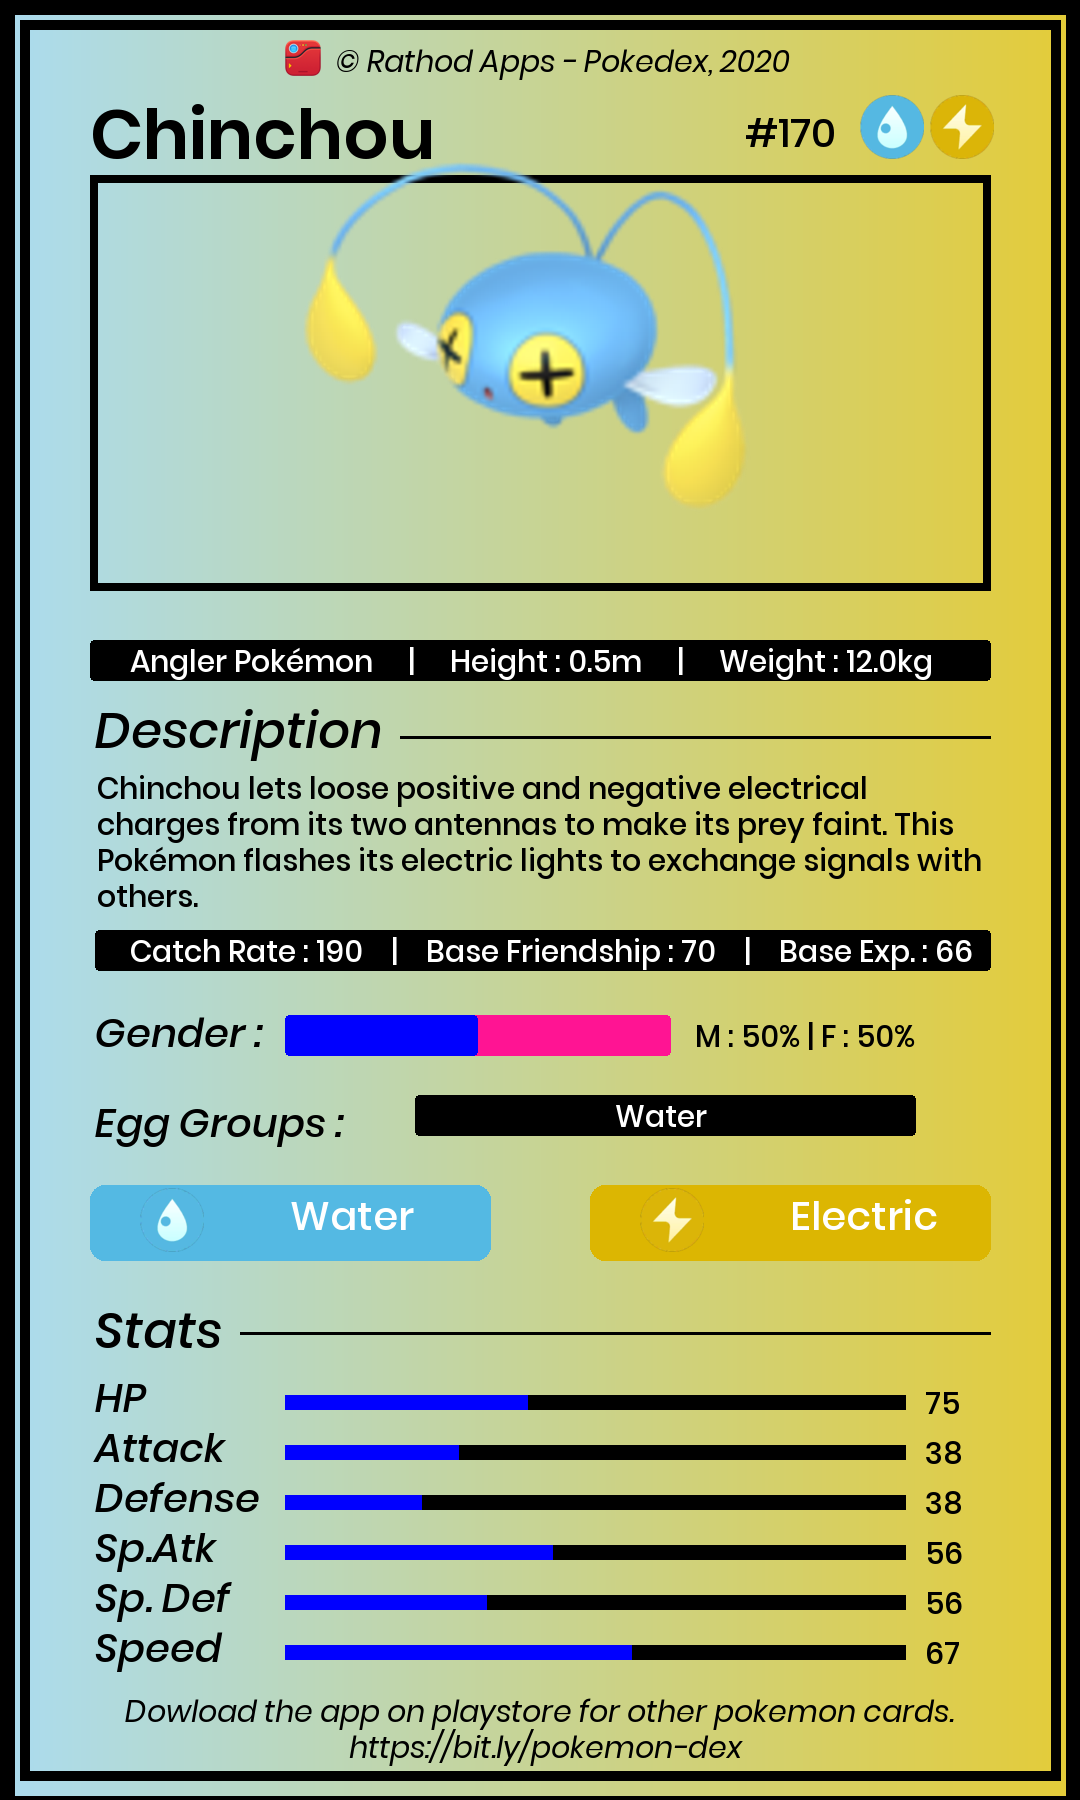 © Rathod Apps - Pokedex, 2020
Chinchou #170
Angler Pokémon | Height : 0.5m | Weight : 12.0kg
Description
Chinchou lets loose positive and negative electrical
charges from its two antennas to make its prey faint. This
Pokémon flashes its electric lights to exchange signals with
others.
Catch Rate : 190 | Base Friendship : 70 | Base Exp. : 66
Gender : M : 50% | F : 50%
Egg Groups : Water
Water Electric
Stats
HP 75
Attack 38
Defense 38
Sp.Atk 56
Sp. Def 56
Speed 67
Dowload the app on playstore for other pokemon cards.
https://bit.ly/pokemon-dex